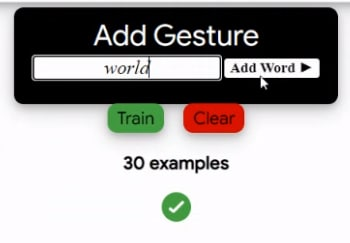 Add Gesture
world
Add Word ►
Train
Clear
30 examples